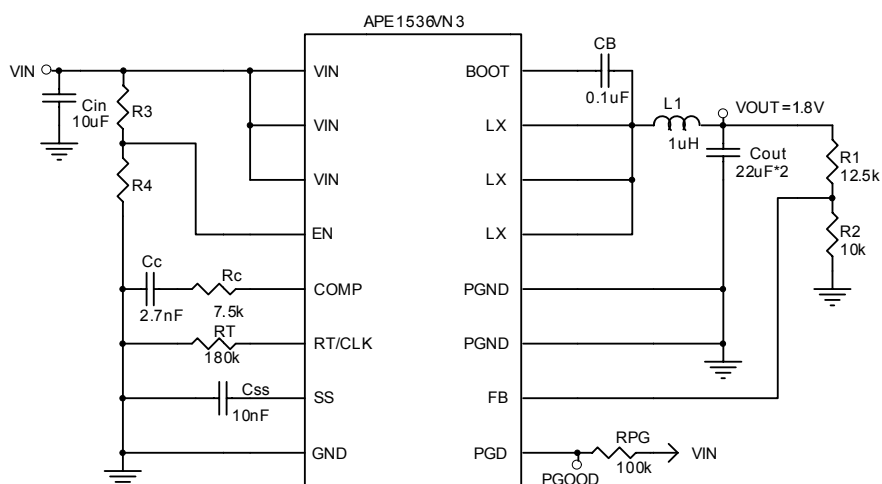 APE1536VN3
VIN
Cin
10uF
R3
R4
Cc
2.7nF
Rc
7.5k
RT
180k
Css
10nF
VIN
VIN
VIN
EN
COMP
RT/CLK
SS
GND
BOOT
LX
LX
LX
PGND
PGND
FB
PGD
CB
0.1uF
L1
1uH
VOUT=1.8V
Cout
22uF*2
R1
12.5k
R2
10k
RPG
100k
VIN
PGOOD